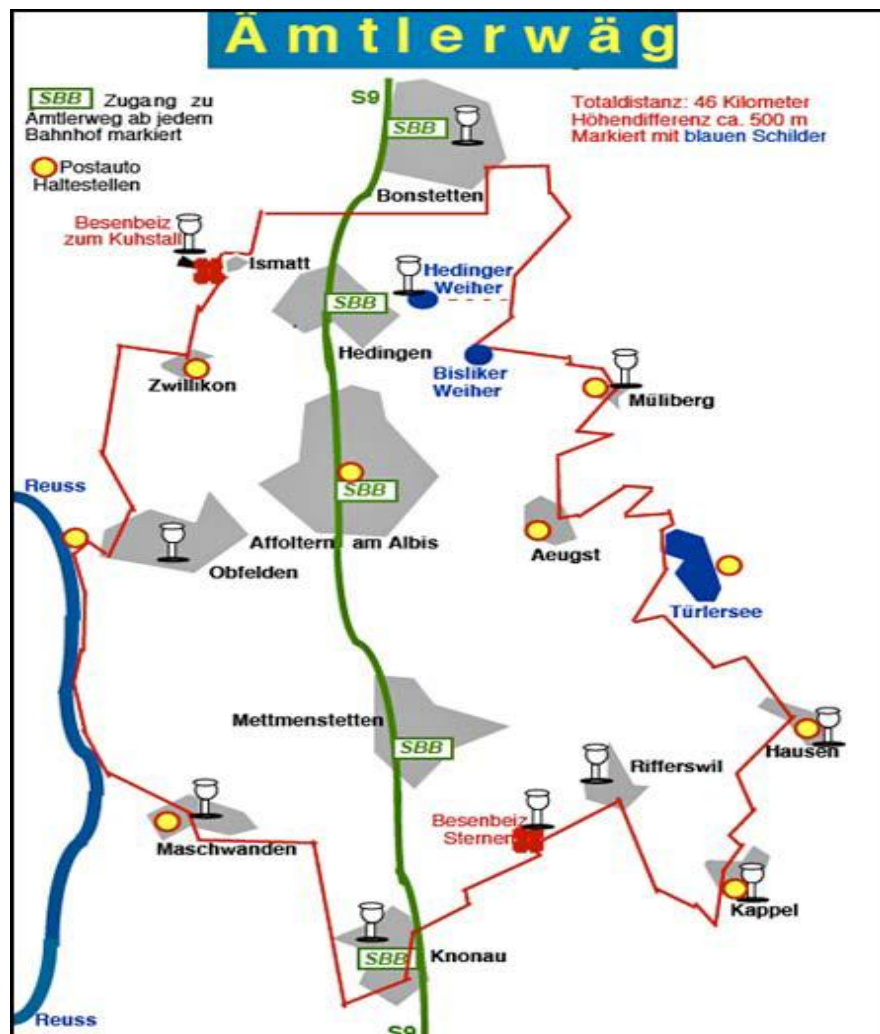 Ämtlerwäg
SBB Zugang zu
Ämtlerweg ab jedem
Bahnhof markiert
Postauto
Haltestellen
S9
SBB
Totaldistanz: 46 Kilometer
Höhendifferenz ca. 500 m
Markiert mit blauen Schilder
Bonstetten
Besenbeiz
zum Kuhstall
Ismatt
Hedinger
Weiher
SBB
Hedingen
Bisliker
Weiher
Zwillikon
Müliberg
Reuss
SBB
Affoltern am Albis
Obfelden
Aeugst
Türlersee
Mettmenstetten
SBB
Hausen
Rifferswil
Besenbeiz
Sternen
Maschwanden
Kappel
Knonau
SBB
Reuss
S9